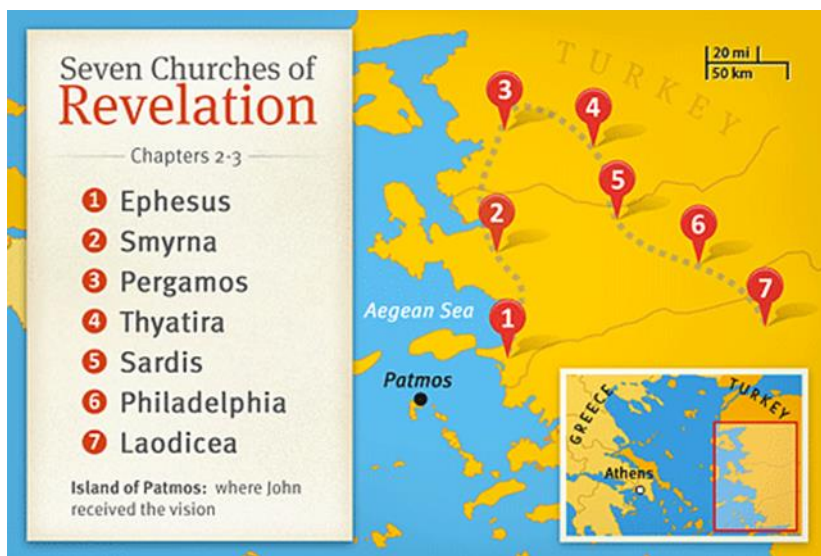 Seven Churches of
Revelation
Chapters 2-3
1 Ephesus
2 Smyrna
3 Pergamos
4 Thyatira
5 Sardis
6 Philadelphia
7 Laodicea
Island of Patmos: where John
received the vision
TURKEY
20 mi
50 km
3
4
5
2
6
7
1
Aegean Sea
Patmos
GREECE
TURKEY
Athens